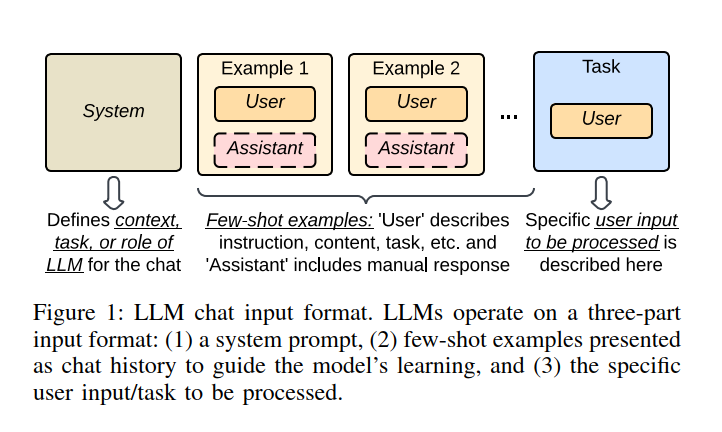 System
Example 1
User
Assistant
Example 2
User
Assistant
...
Task
User
Defines context,
task, or role of
LLM for the chat
Few-shot examples: 'User' describes
instruction, content, task, etc. and
'Assistant' includes manual response
Specific user input
to be processed is
described here
Figure 1: LLM chat input format. LLMs operate on a three-part
input format: (1) a system prompt, (2) few-shot examples presented
as chat history to guide the model's learning, and (3) the specific
user input/task to be processed.